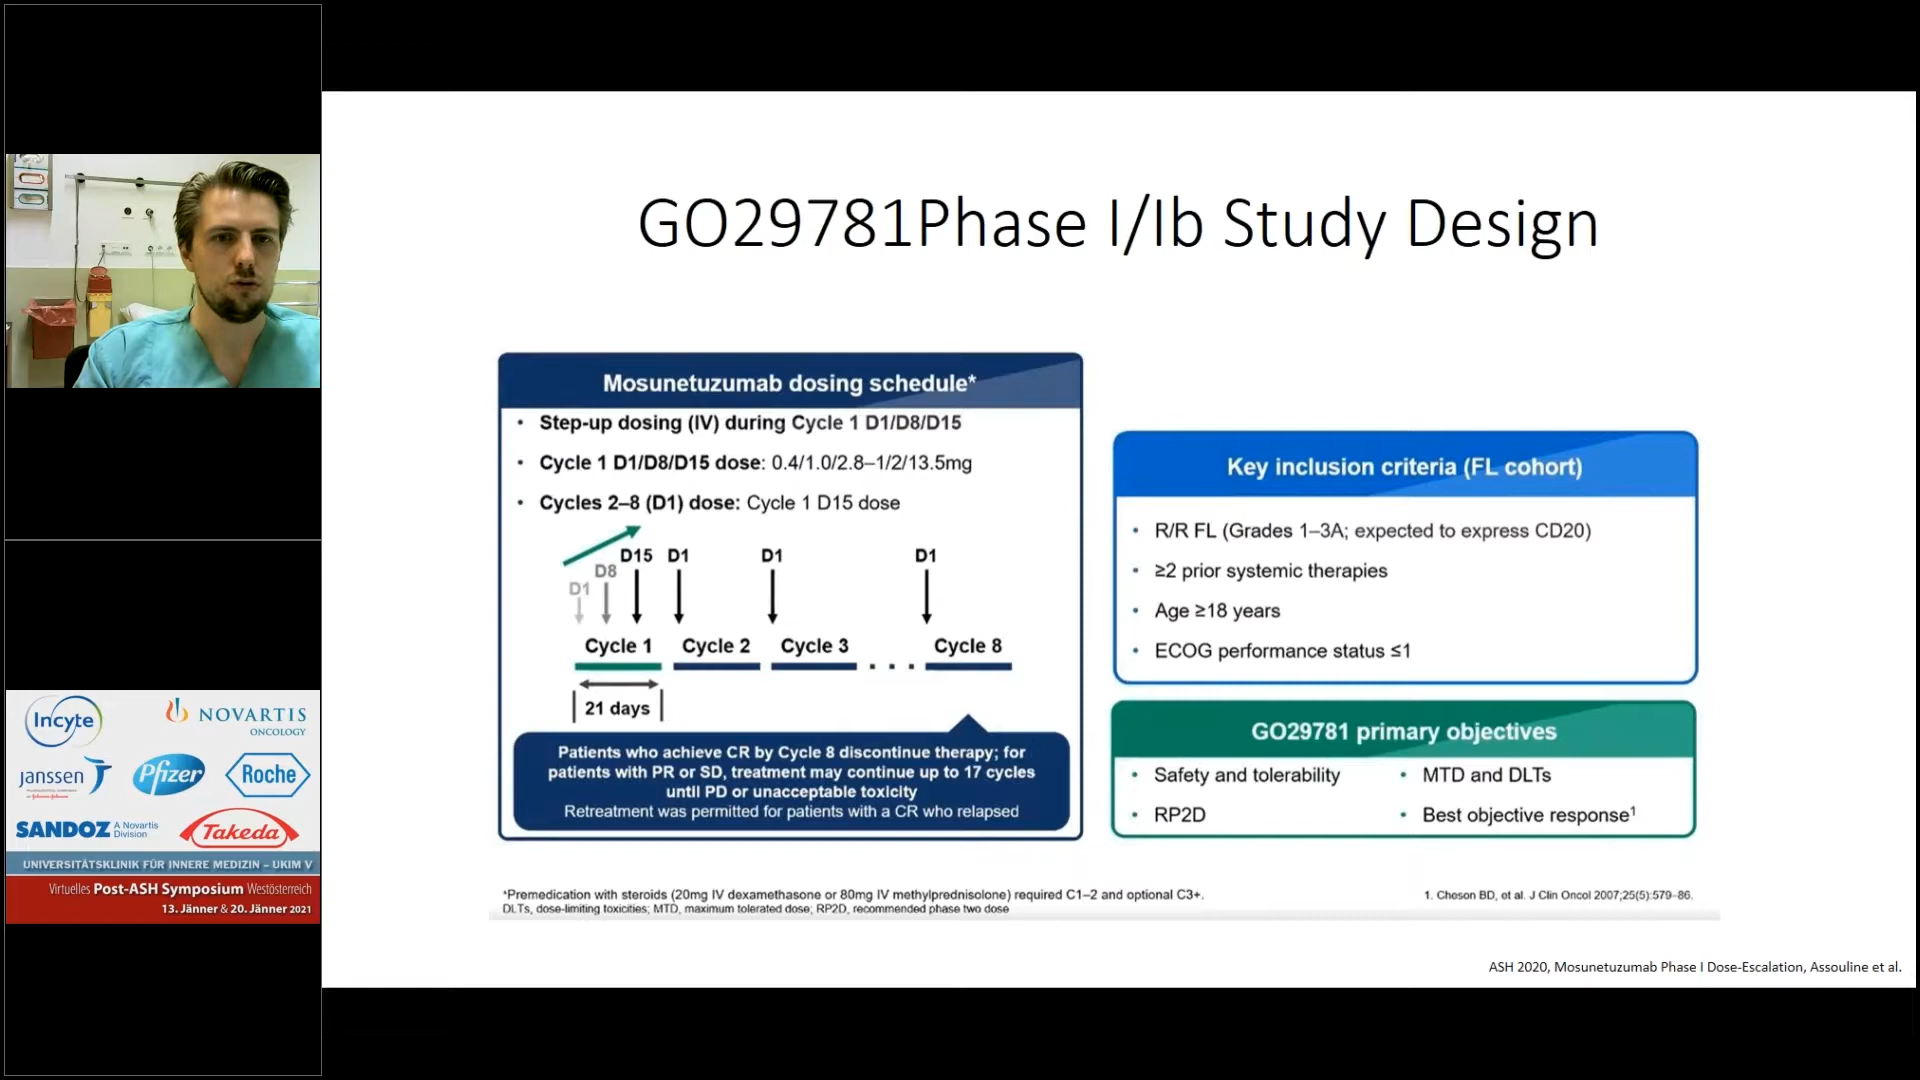 GO29781Phase I/Ib Study Design
Mosunetuzumab dosing schedule*
• Step-up dosing (IV) during Cycle 1 D1/D8/D15
• Cycle 1 D1/D8/D15 dose: 0.4/1.0/2.8–1/2/13.5mg
• Cycles 2–8 (D1) dose: Cycle 1 D15 dose
D1 D8 D15 D1 D1 D1
Cycle 1 Cycle 2 Cycle 3 . . . Cycle 8
21 days
Patients who achieve CR by Cycle 8 discontinue therapy; for
patients with PR or SD, treatment may continue up to 17 cycles
until PD or unacceptable toxicity
Retreatment was permitted for patients with a CR who relapsed
Key inclusion criteria (FL cohort)
• R/R FL (Grades 1–3A; expected to express CD20)
• ≥2 prior systemic therapies
• Age ≥18 years
• ECOG performance status ≤1
GO29781 primary objectives
• Safety and tolerability
• RP2D
• MTD and DLTs
• Best objective response¹
*Premedication with steroids (20mg IV dexamethasone or 80mg IV methylprednisolone) required C1–2 and optional C3+.
DLTs, dose-limiting toxicities; MTD, maximum tolerated dose; RP2D, recommended phase two dose
1. Cheson BD, et al. J Clin Oncol 2007;25(5):579–86.
ASH 2020, Mosunetuzumab Phase I Dose-Escalation, Assouline et al.
Incyte
NOVARTIS
ONCOLOGY
janssen
Pfizer
Roche
SANDOZ A Novartis
Division
Takeda
UNIVERSITÄTSKLINIK FÜR INNERE MEDIZIN – UKIM V
Virtuelles Post-ASH Symposium Westösterreich
13. Jänner & 20. Jänner 2021